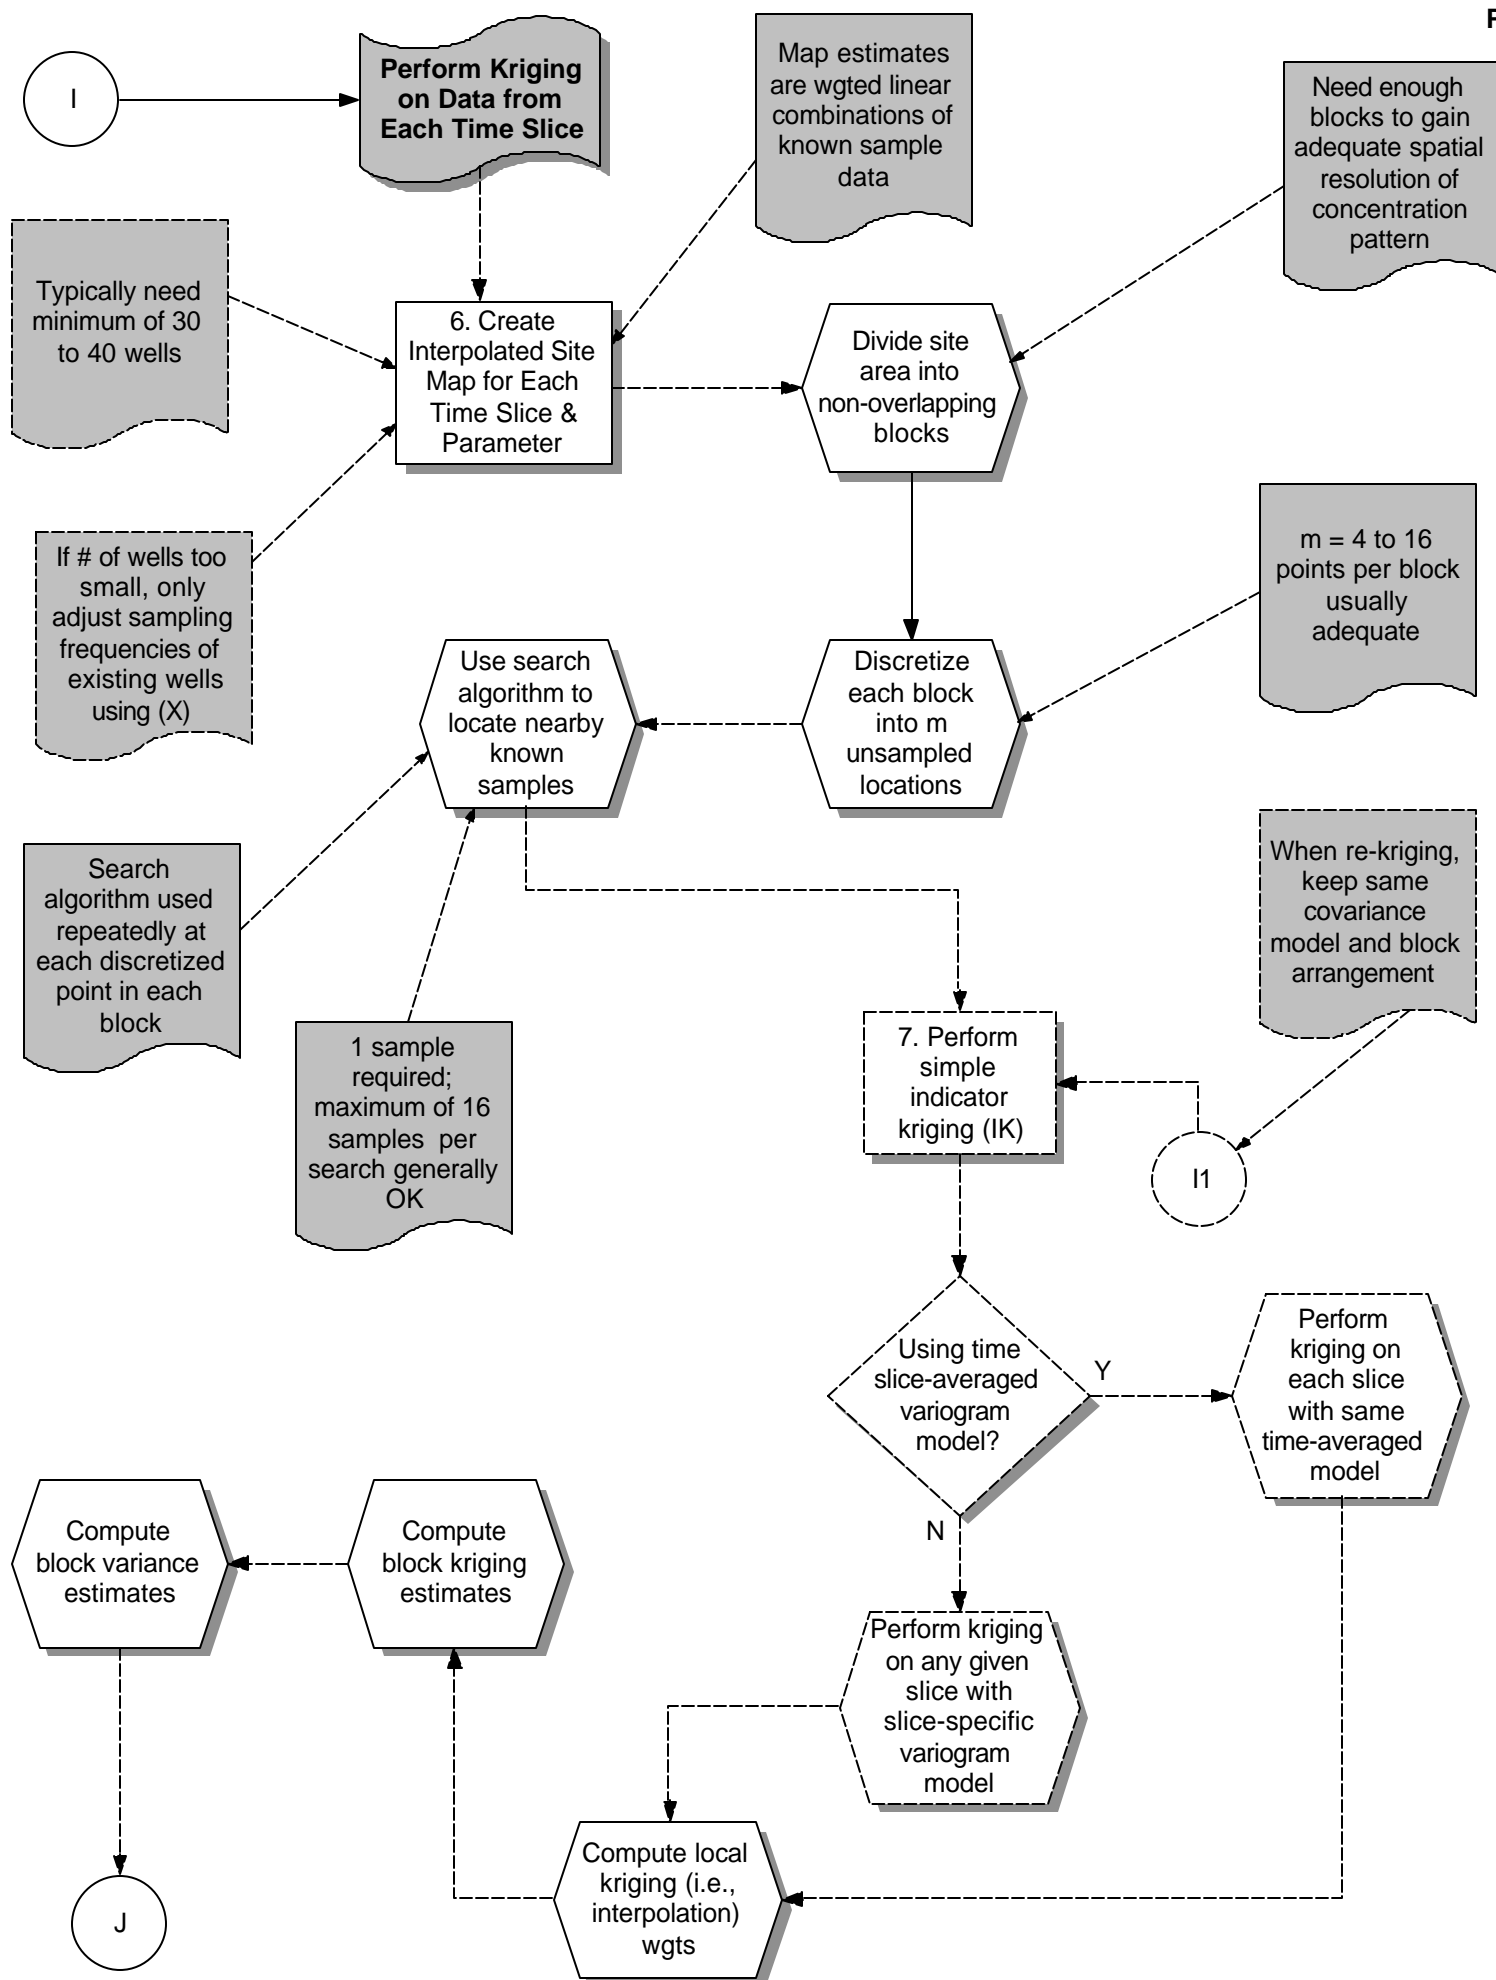 F
I
Perform Kriging
on Data from
Each Time Slice
Map estimates
are wgted linear
combinations of
known sample
data
Need enough
blocks to gain
adequate spatial
resolution of
concentration
pattern
Typically need
minimum of 30
to 40 wells
6. Create
Interpolated Site
Map for Each
Time Slice &
Parameter
Divide site
area into
non-overlapping
blocks
If # of wells too
small, only
adjust sampling
frequencies of
existing wells
using (X)
m = 4 to 16
points per block
usually
adequate
Use search
algorithm to
locate nearby
known
samples
Discretize
each block
into m
unsampled
locations
Search
algorithm used
repeatedly at
each discretized
point in each
block
When re-kriging,
keep same
covariance
model and block
arrangement
1 sample
required;
maximum of 16
samples per
search generally
OK
7. Perform
simple
indicator
kriging (IK)
I1
Using time
slice-averaged
variogram
model?
Y
N
Perform
kriging on
each slice
with same
time-averaged
model
Compute
block variance
estimates
Compute
block kriging
estimates
Perform kriging
on any given
slice with
slice-specific
variogram
model
Compute local
kriging (i.e.,
interpolation)
wgts
J